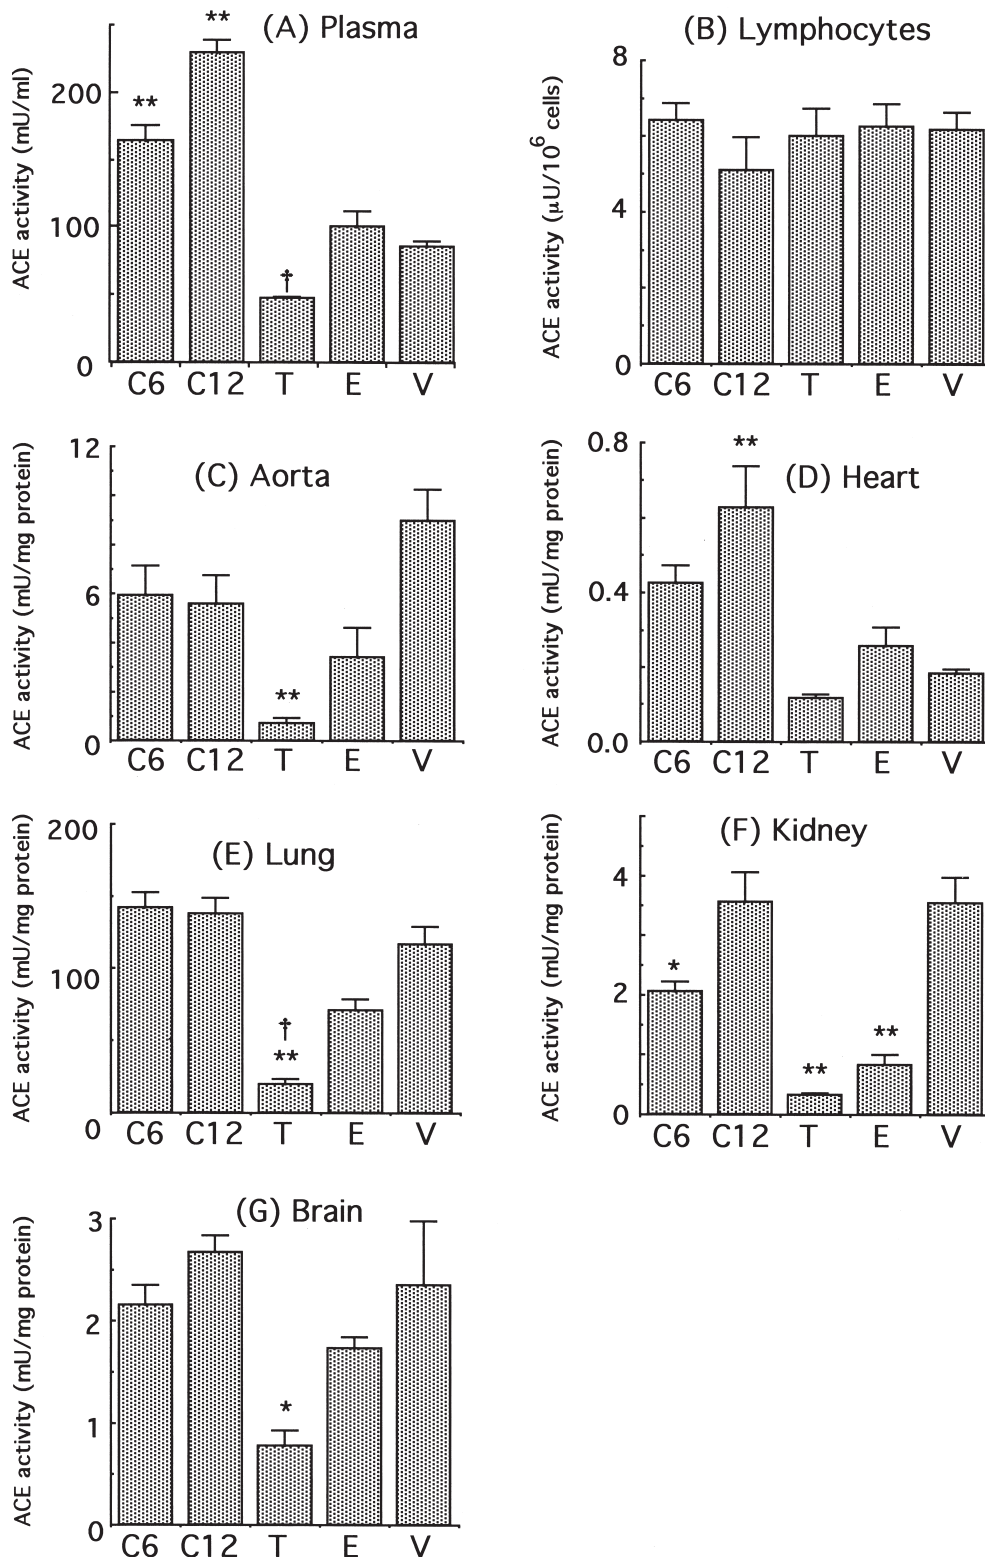 (A) Plasma
ACE activity (mU/ml)
200
100
0
**
**
†
C6 C12 T E V
(B) Lymphocytes
ACE activity (μU/10⁶ cells)
8
4
0
C6 C12 T E V
(C) Aorta
ACE activity (mU/mg protein)
12
6
0
**
C6 C12 T E V
(D) Heart
ACE activity (mU/mg protein)
0.8
0.4
0.0
**
C6 C12 T E V
(E) Lung
ACE activity (mU/mg protein)
200
100
0
†
**
C6 C12 T E V
(F) Kidney
ACE activity (mU/mg protein)
4
2
0
*
**
**
C6 C12 T E V
(G) Brain
ACE activity (mU/mg protein)
3
2
1
0
*
C6 C12 T E V